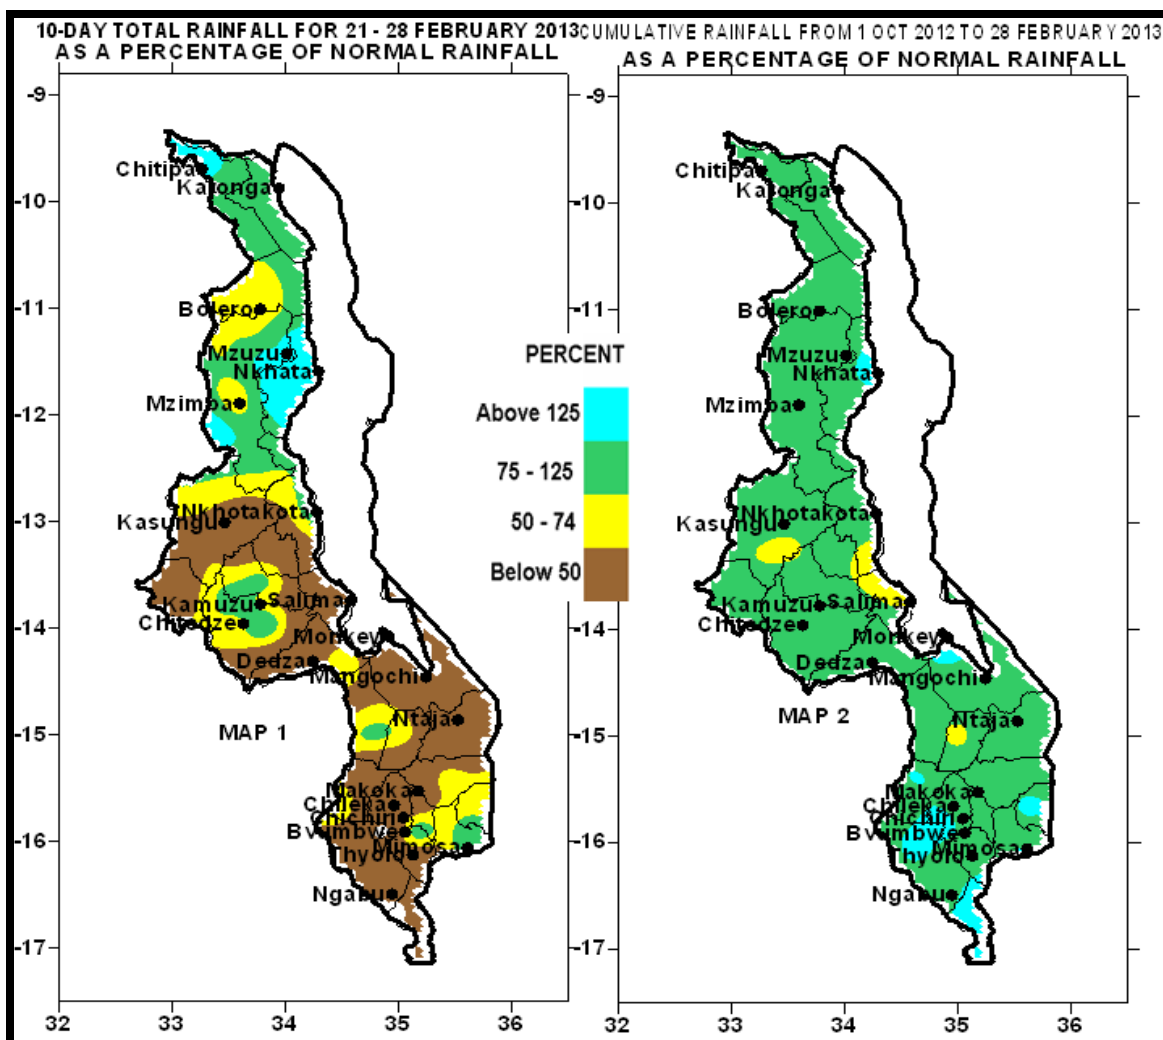 10-DAY TOTAL RAINFALL FOR 21 - 28 FEBRUARY 2013
AS A PERCENTAGE OF NORMAL RAINFALL
CUMULATIVE RAINFALL FROM 1 OCT 2012 TO 28 FEBRUARY 2013
AS A PERCENTAGE OF NORMAL RAINFALL
-9
-10
-11
-12
-13
-14
-15
-16
-17
32
33
34
35
36
Chitipa
Karonga
Bolero
Mzuzu
Nkhata
Mzimba
Nkhotakota
Kasungu
Kamuzu
Salima
Chitedze
Monkey
Dedza
Mangochi
Ntaja
Makoka
Chileka
Chichiri
Bvumbwe
Mimosa
Thyolo
Ngabu
MAP 1
PERCENT
Above 125
75 - 125
50 - 74
Below 50
-9
-10
-11
-12
-13
-14
-15
-16
-17
32
33
34
35
36
Chitipa
Karonga
Bolero
Mzuzu
Nkhata
Mzimba
Nkhotakota
Kasungu
Kamuzu
Salima
Chitedze
Monkey
Dedza
Mangochi
Ntaja
Makoka
Chileka
Chichiri
Bvumbwe
Mimosa
Thyolo
Ngabu
MAP 2